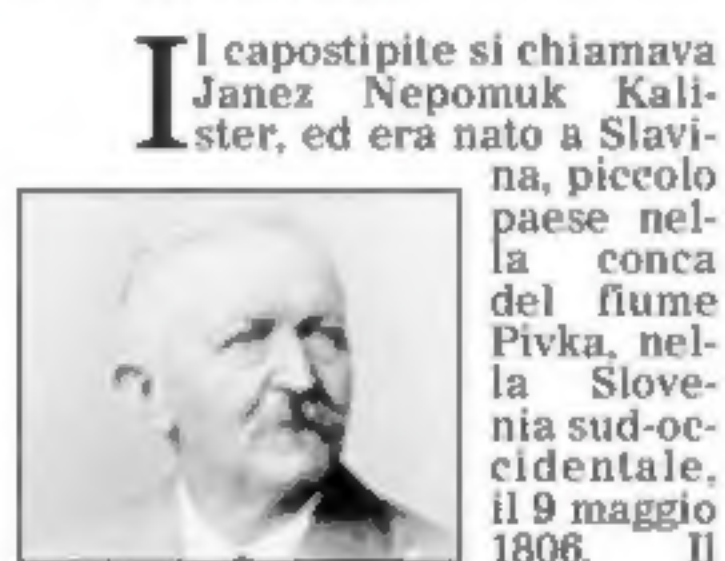 Il capostipite si chiamava
Janez Nepomuk Kali-
ster, ed era nato a Slavi-
na, piccolo
paese nel-
la conca
del fiume
Pivka, nel-
la Slove-
nia sud-oc-
cidentale,
il 9 maggio
1806. Il